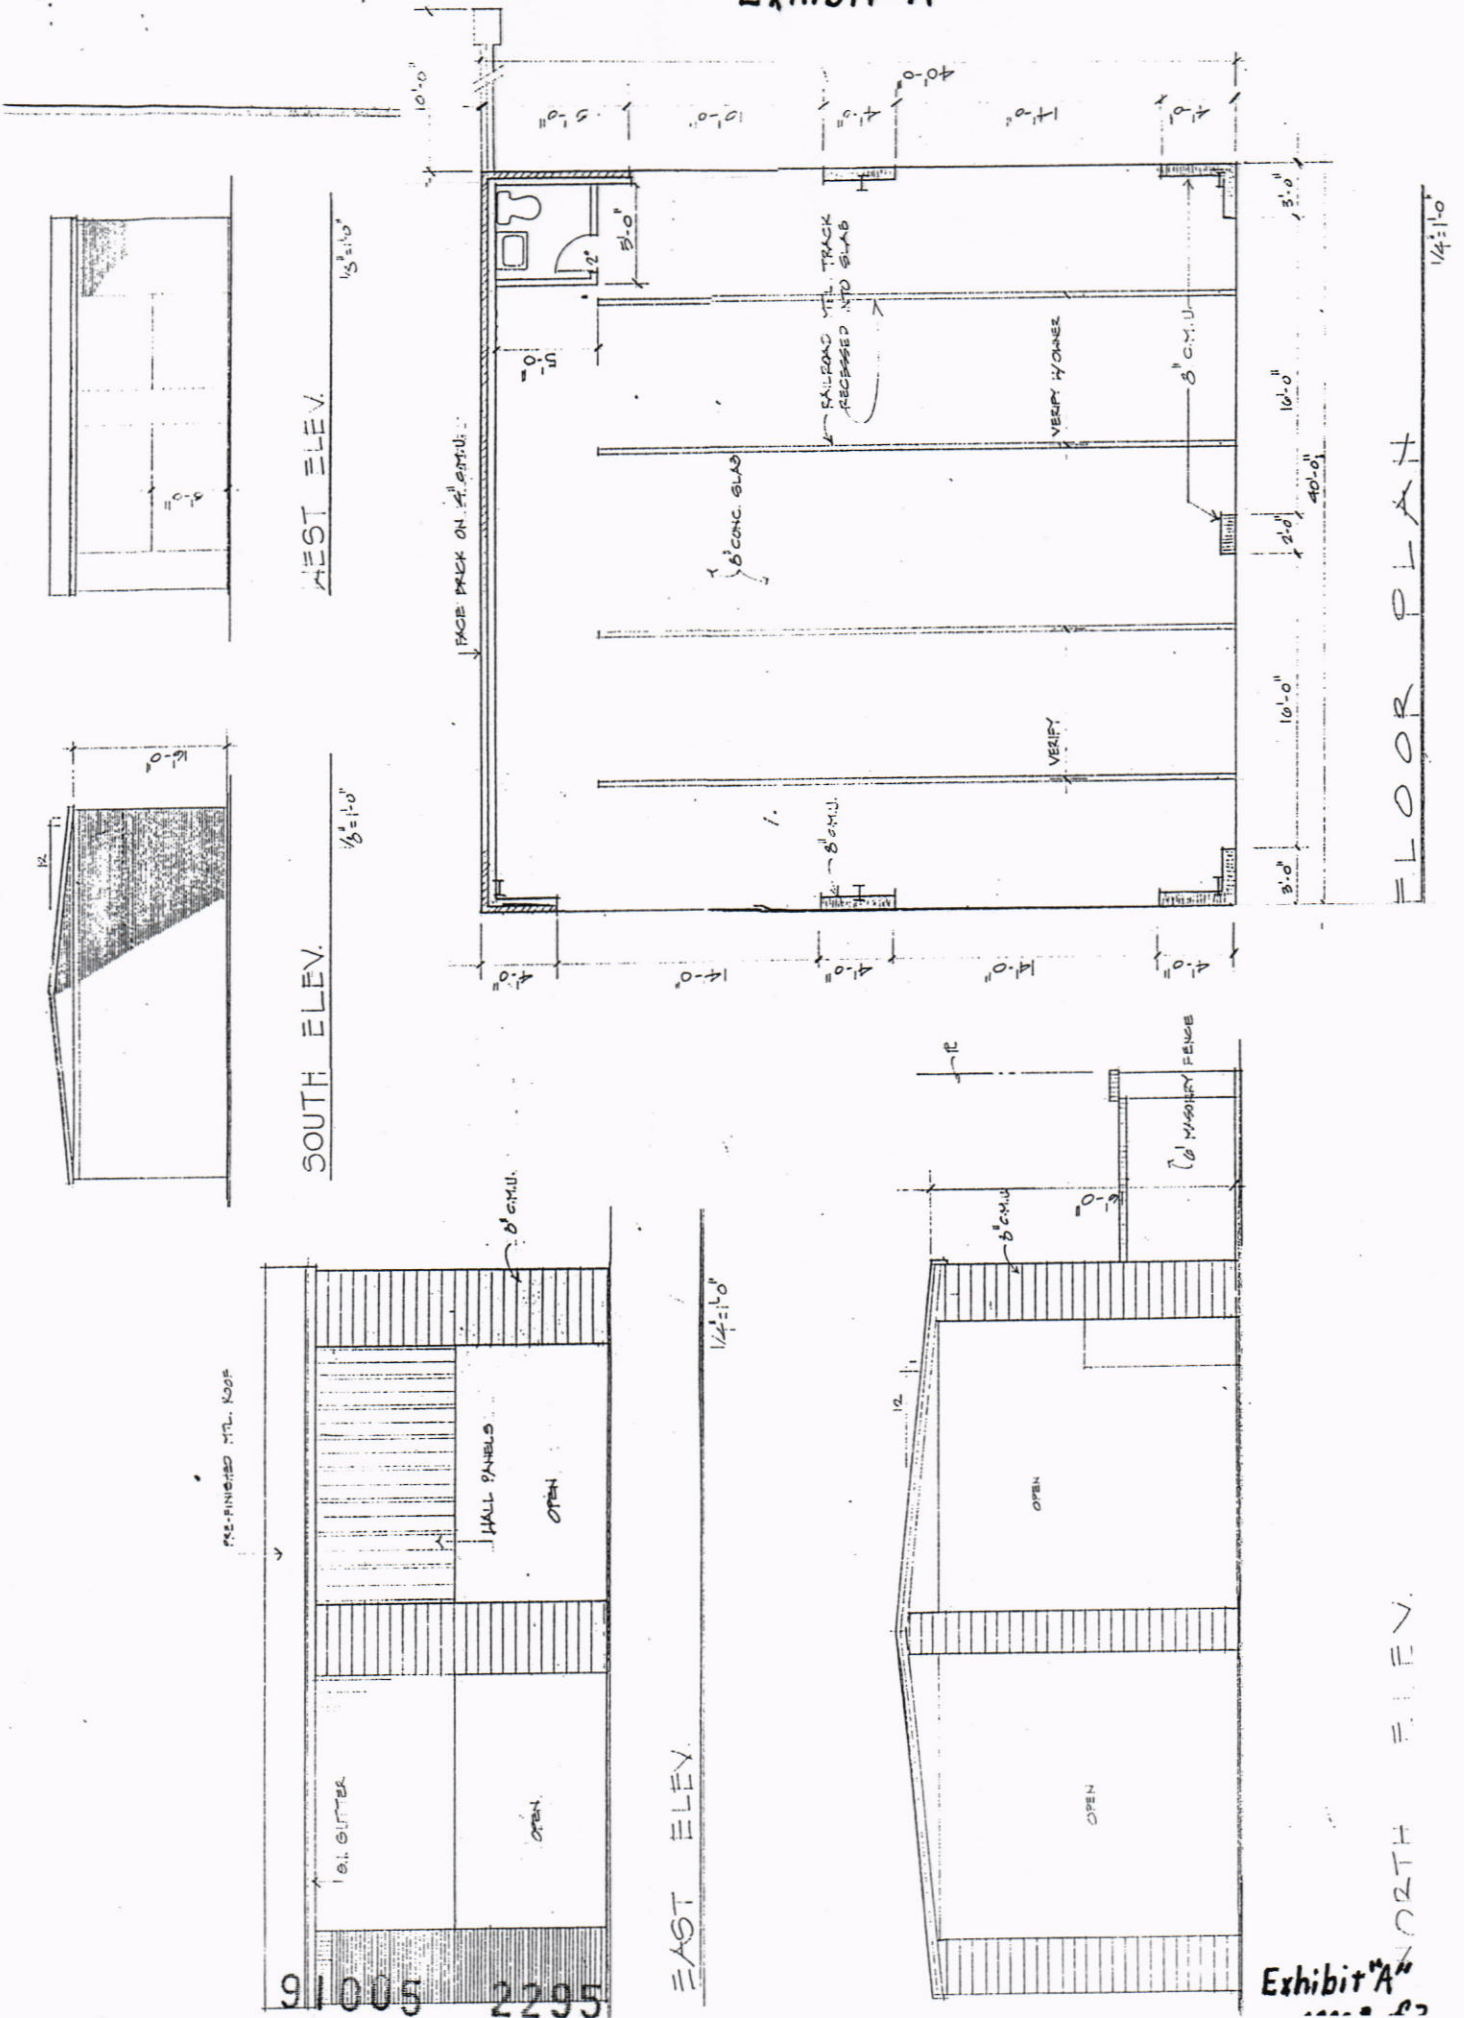 Exhibit "A"
10'-0"
40'-0"
5'-0"
10'-0"
4'-0"
14'-0"
4'-0"
1/8"=1'-0"
8'-0"
WEST ELEV.
FACE BRICK ON 4" C.M.U.
5'-0"
2⁰
5'-0"
RAILROAD MTL. TRACK
RECESSED INTO SLAB
VERIFY W/OWNER
8" C.M.U.
3'-0"
16'-0"
2'-0"
40'-0"
16'-0"
3'-0"
6" CONC. SLAB
VERIFY
8" C.M.U.
FLOOR PLAN
1/4"=1'-0"
16'-0"
12
1/8"=1'-0"
SOUTH ELEV.
4'-0"
14'-0"
4'-0"
14'-0"
4'-0"
PRE-FINISHED MTL. ROOF
8" C.M.U.
WALL PANELS
OPEN
G.I. GUTTER
OPEN
EAST ELEV.
1/4"=1'-0"
6' MASONRY FENCE
8" C.M.U.
12
1
OPEN
OPEN
NORTH ELEV.
91005 2295
Exhibit "A"